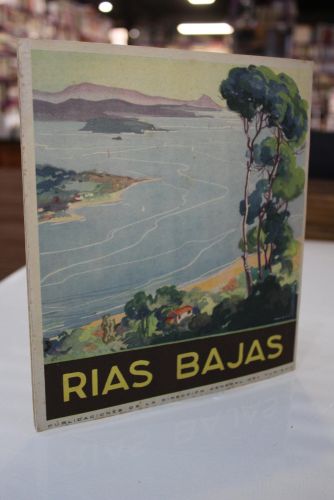 RIAS BAJAS
PUBLICACIONES DE LA DIRECCION GENERAL DEL TURISMO